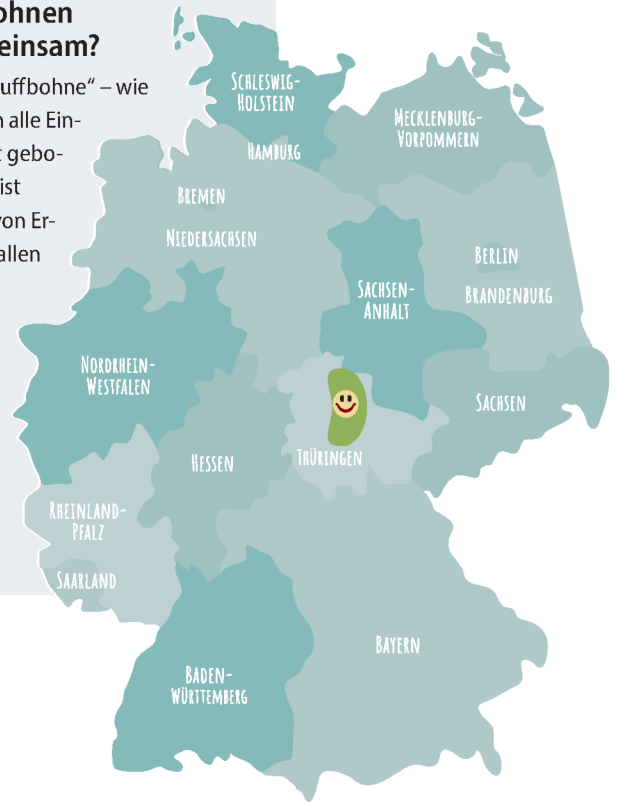 ohnen
einsam?
uffbohne“ – wie
n alle Ein-
t gebo-
ist
von Er-
allen
SCHLESWIG-
HOLSTEIN
MECKLENBURG-
VORPOMMERN
HAMBURG
BREMEN
NIEDERSACHSEN
BERLIN
BRANDENBURG
SACHSEN-
ANHALT
NORDRHEIN-
WESTFALEN
SACHSEN
HESSEN
THÜRINGEN
RHEINLAND-
PFALZ
SAARLAND
BAYERN
BADEN-
WÜRTTEMBERG